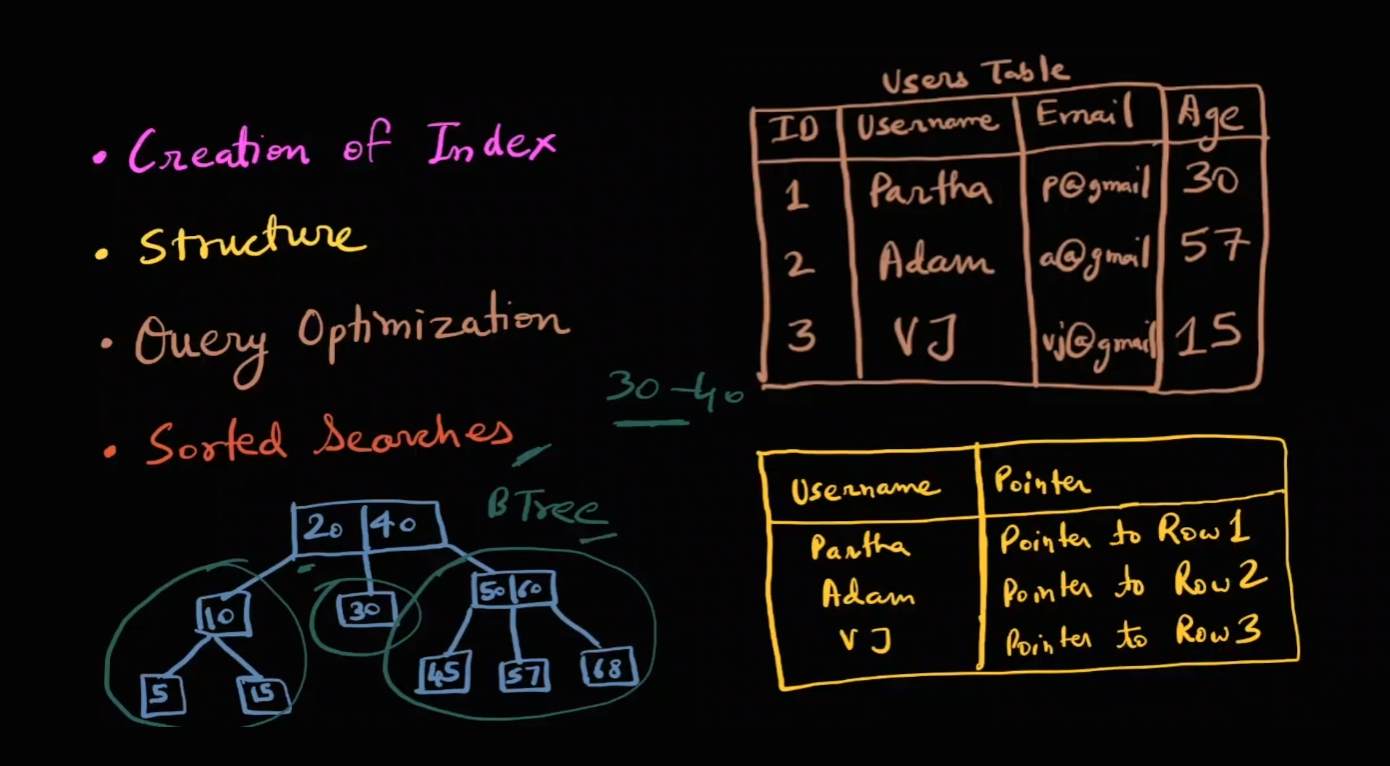 • Creation of Index
• Structure
• Query Optimization
• Sorted Searches
30-40
B Tree
20 40
10 30 50 60
5 15 45 57 68
Users Table
ID Username Email Age
1 Partha p@gmail 30
2 Adam a@gmail 57
3 VJ vj@gmail 15
Username Pointer
Partha Pointer to Row 1
Adam Pointer to Row 2
VJ Pointer to Row 3